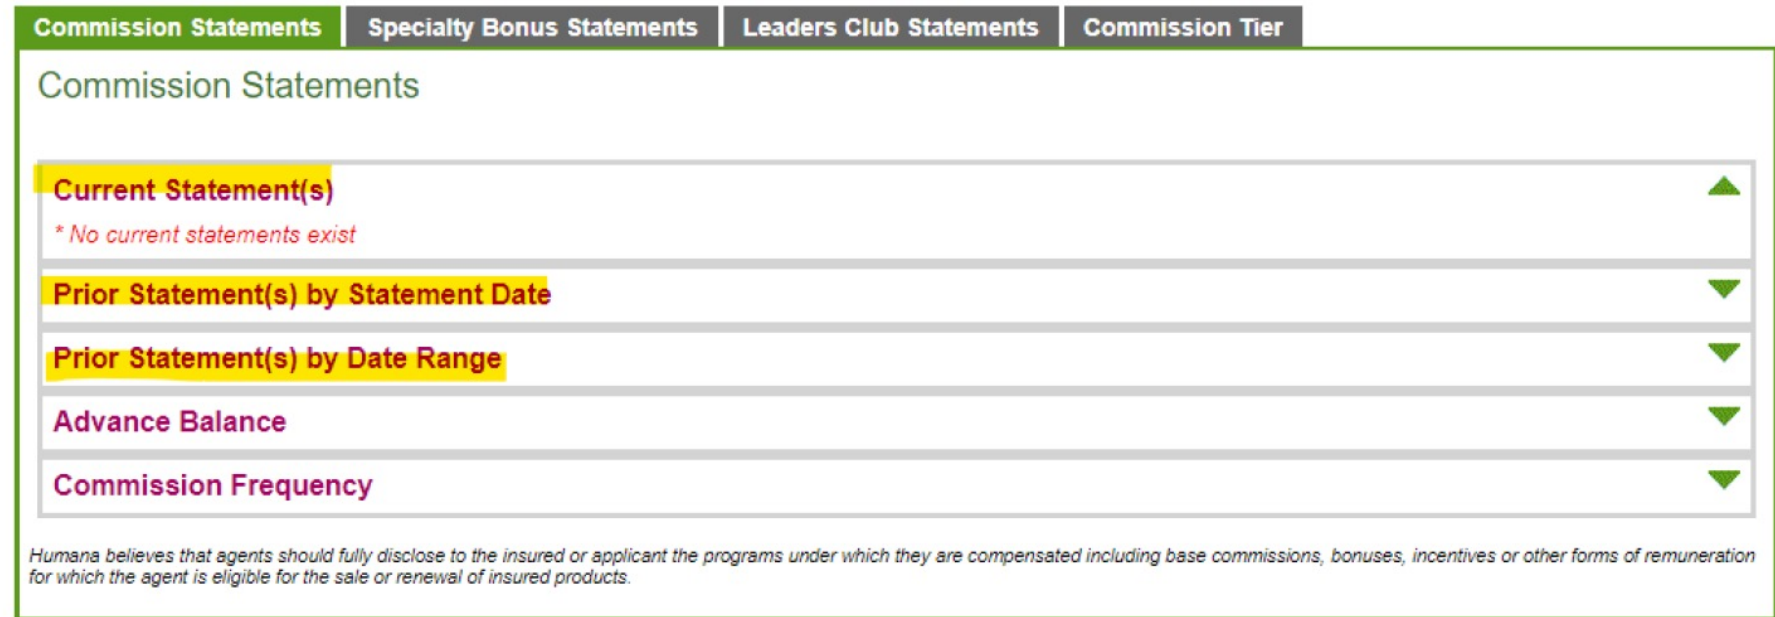 Commission Statements Specialty Bonus Statements Leaders Club Statements Commission Tier
Commission Statements
Current Statement(s)
* No current statements exist
Prior Statement(s) by Statement Date
Prior Statement(s) by Date Range
Advance Balance
Commission Frequency
Humana believes that agents should fully disclose to the insured or applicant the programs under which they are compensated including base commissions, bonuses, incentives or other forms of remuneration
for which the agent is eligible for the sale or renewal of insured products.